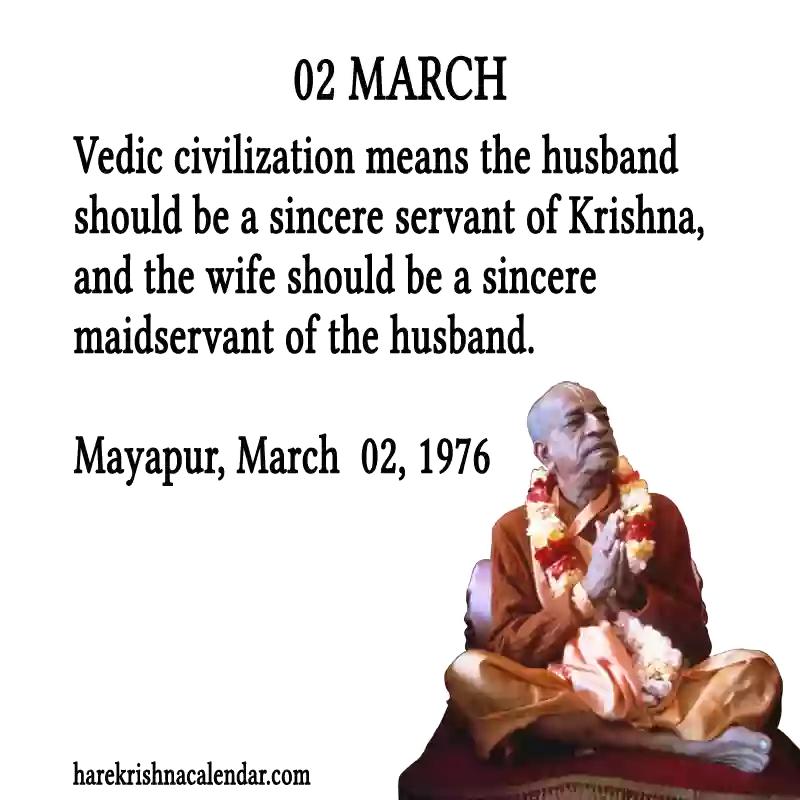 02 MARCH
Vedic civilization means the husband
should be a sincere servant of Krishna,
and the wife should be a sincere
maidservant of the husband.
Mayapur, March 02, 1976
harekrishnacalendar.com